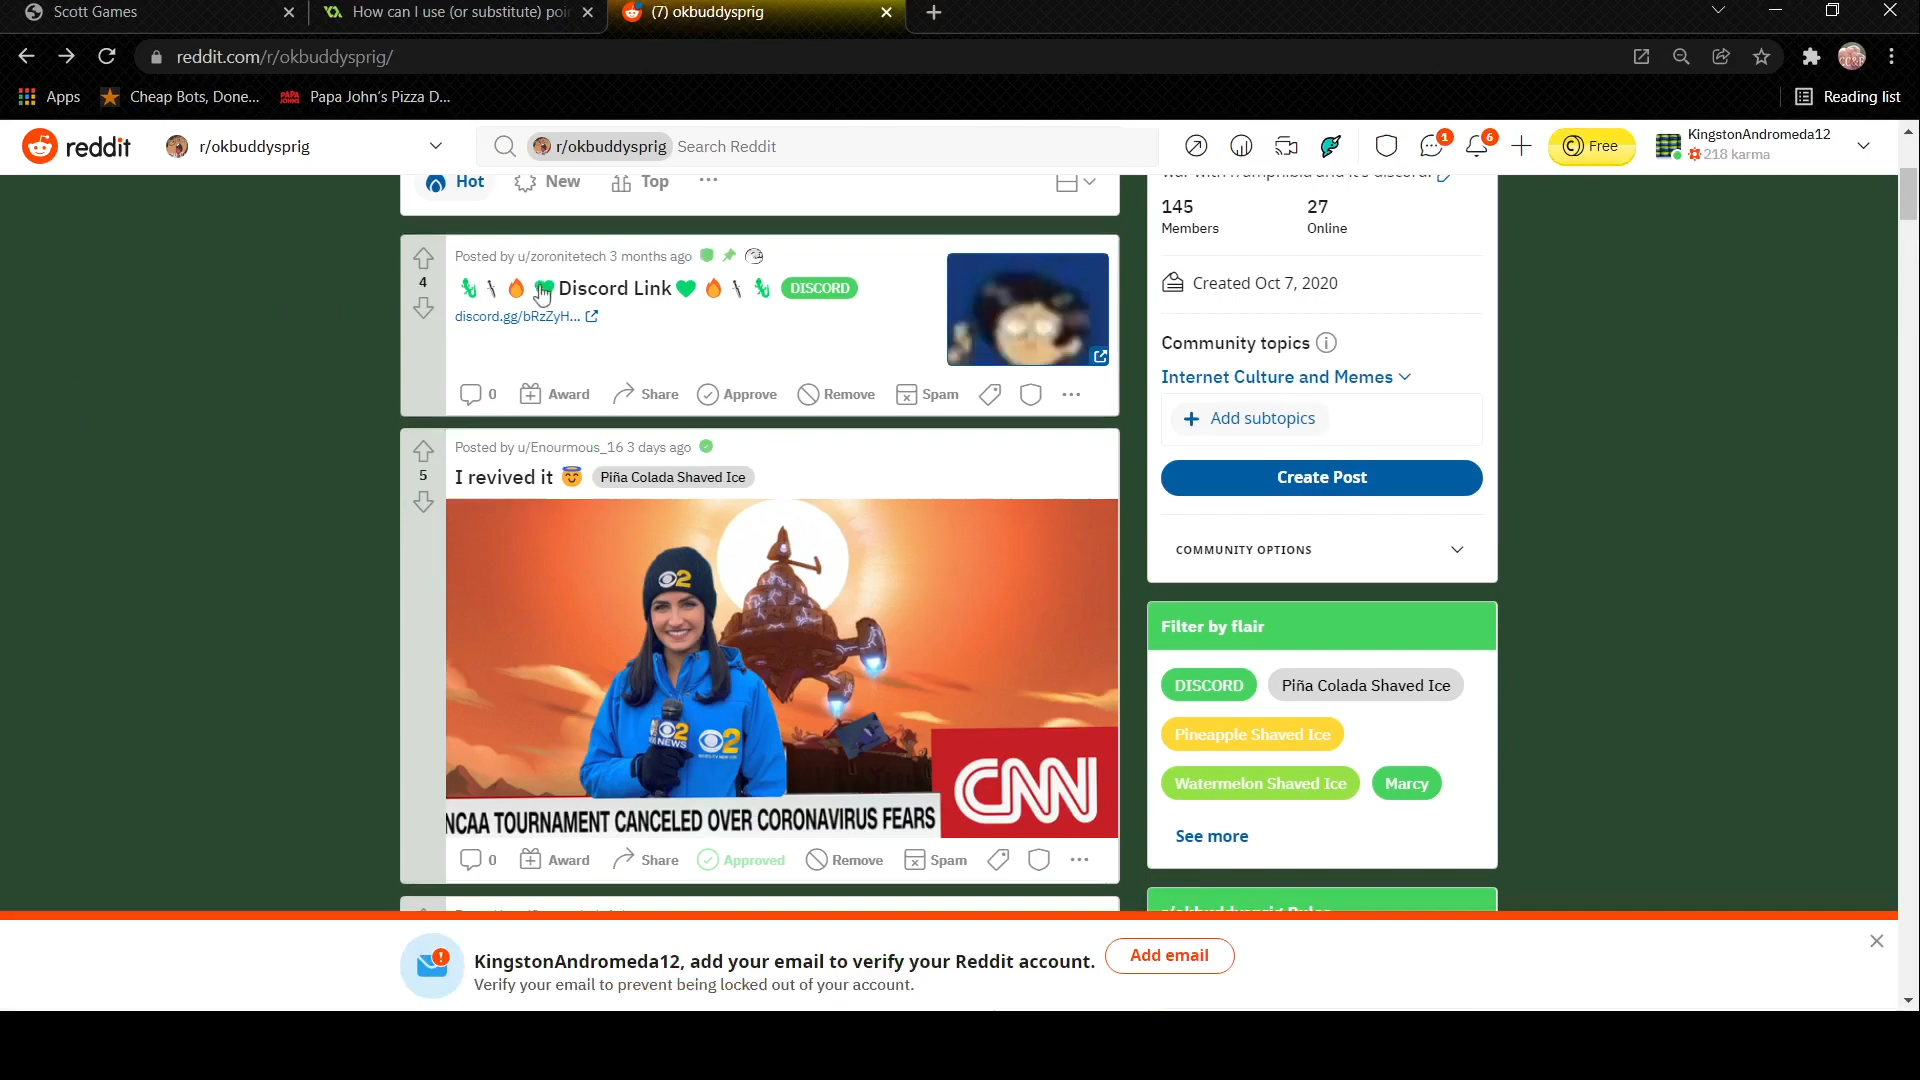 Scott Games
How can I use (or substitute) poi
(7) okbuddysprig
reddit.com/r/okbuddysprig/
Apps
Cheap Bots, Done...
PAPA JOHNS
Papa John's Pizza D...
Reading list
reddit
r/okbuddysprig
r/okbuddysprig
Search Reddit
1
6
Free
KingstonAndromeda12
218 karma
Hot
New
Top
Posted by u/zoronitetech 3 months ago
4
Discord Link
DISCORD
discord.gg/bRzZyH...
0
Award
Share
Approve
Remove
Spam
Posted by u/Enourmous_16 3 days ago
5
I revived it
Piña Colada Shaved Ice
2
2
NEWS
2
CNN
NCAA TOURNAMENT CANCELED OVER CORONAVIRUS FEARS
0
Award
Share
Approved
Remove
Spam
145
27
Members
Online
Created Oct 7, 2020
Community topics
Internet Culture and Memes
Add subtopics
Create Post
COMMUNITY OPTIONS
Filter by flair
DISCORD
Piña Colada Shaved Ice
Pineapple Shaved Ice
Watermelon Shaved Ice
Marcy
See more
KingstonAndromeda12, add your email to verify your Reddit account.
Verify your email to prevent being locked out of your account.
Add email